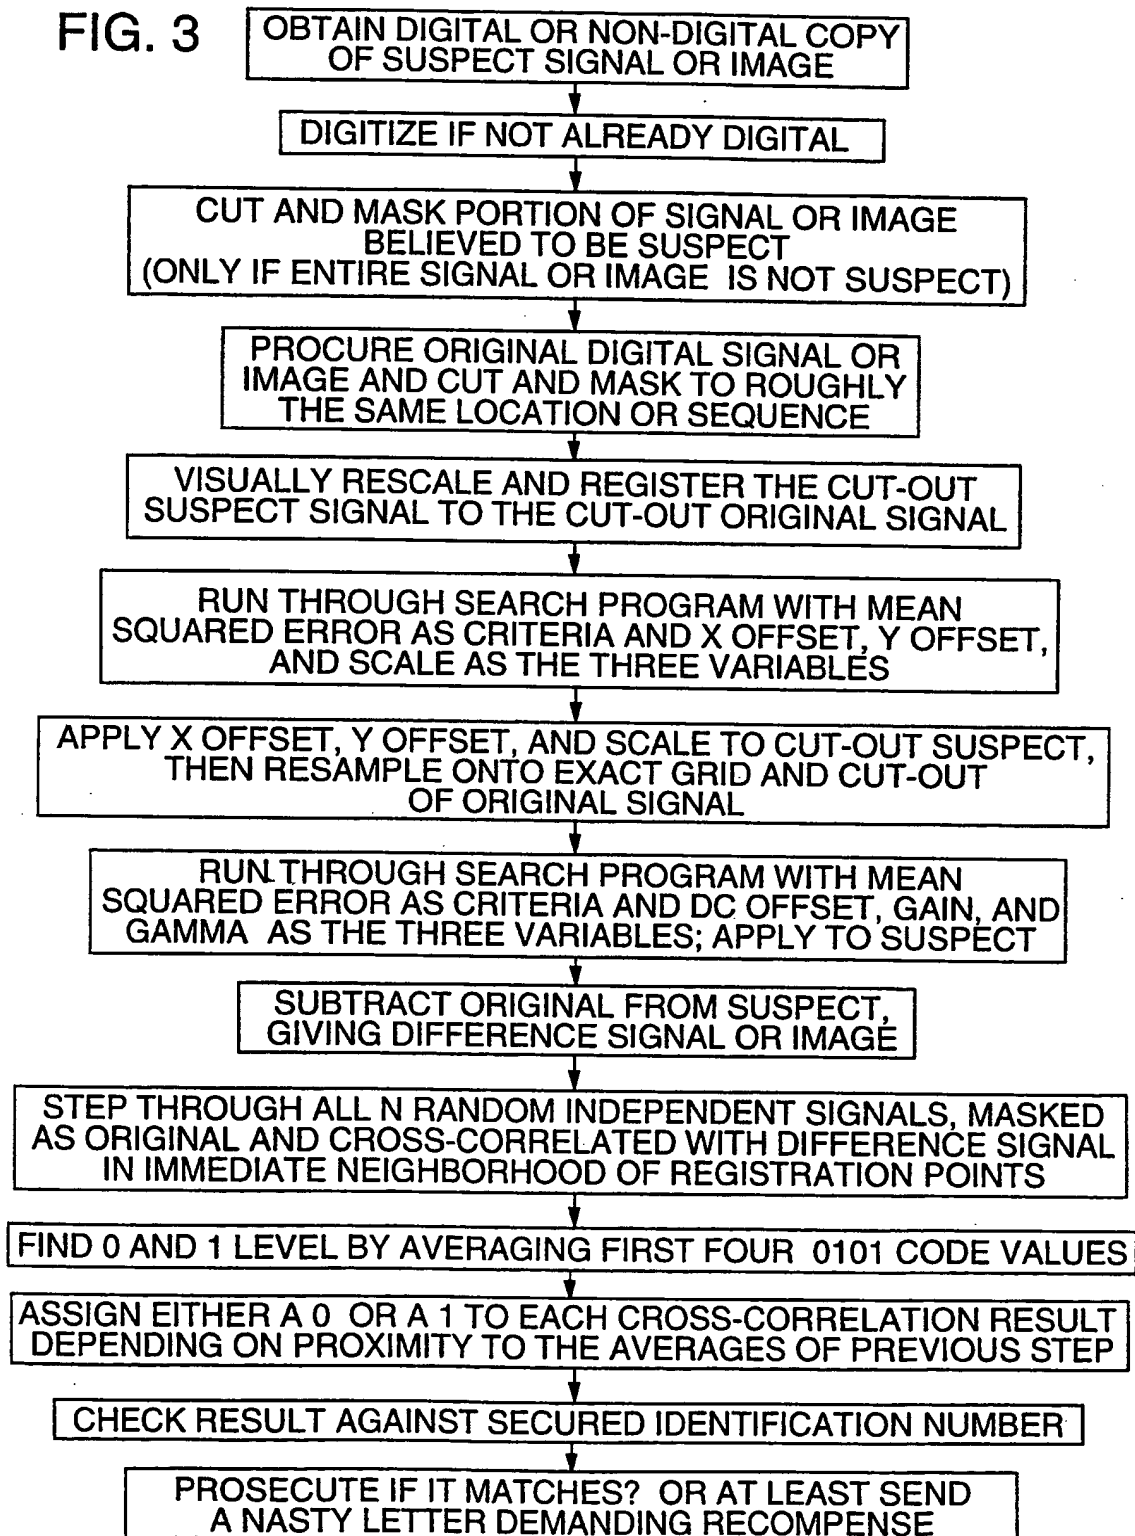 FIG. 3
OBTAIN DIGITAL OR NON-DIGITAL COPY
OF SUSPECT SIGNAL OR IMAGE
DIGITIZE IF NOT ALREADY DIGITAL
CUT AND MASK PORTION OF SIGNAL OR IMAGE
BELIEVED TO BE SUSPECT
(ONLY IF ENTIRE SIGNAL OR IMAGE IS NOT SUSPECT)
PROCURE ORIGINAL DIGITAL SIGNAL OR
IMAGE AND CUT AND MASK TO ROUGHLY
THE SAME LOCATION OR SEQUENCE
VISUALLY RESCALE AND REGISTER THE CUT-OUT
SUSPECT SIGNAL TO THE CUT-OUT ORIGINAL SIGNAL
RUN THROUGH SEARCH PROGRAM WITH MEAN
SQUARED ERROR AS CRITERIA AND X OFFSET, Y OFFSET,
AND SCALE AS THE THREE VARIABLES
APPLY X OFFSET, Y OFFSET, AND SCALE TO CUT-OUT SUSPECT,
THEN RESAMPLE ONTO EXACT GRID AND CUT-OUT
OF ORIGINAL SIGNAL
RUN THROUGH SEARCH PROGRAM WITH MEAN
SQUARED ERROR AS CRITERIA AND DC OFFSET, GAIN, AND
GAMMA AS THE THREE VARIABLES; APPLY TO SUSPECT
SUBTRACT ORIGINAL FROM SUSPECT,
GIVING DIFFERENCE SIGNAL OR IMAGE
STEP THROUGH ALL N RANDOM INDEPENDENT SIGNALS, MASKED
AS ORIGINAL AND CROSS-CORRELATED WITH DIFFERENCE SIGNAL
IN IMMEDIATE NEIGHBORHOOD OF REGISTRATION POINTS
FIND 0 AND 1 LEVEL BY AVERAGING FIRST FOUR 0101 CODE VALUES
ASSIGN EITHER A 0 OR A 1 TO EACH CROSS-CORRELATION RESULT
DEPENDING ON PROXIMITY TO THE AVERAGES OF PREVIOUS STEP
CHECK RESULT AGAINST SECURED IDENTIFICATION NUMBER
PROSECUTE IF IT MATCHES? OR AT LEAST SEND
A NASTY LETTER DEMANDING RECOMPENSE